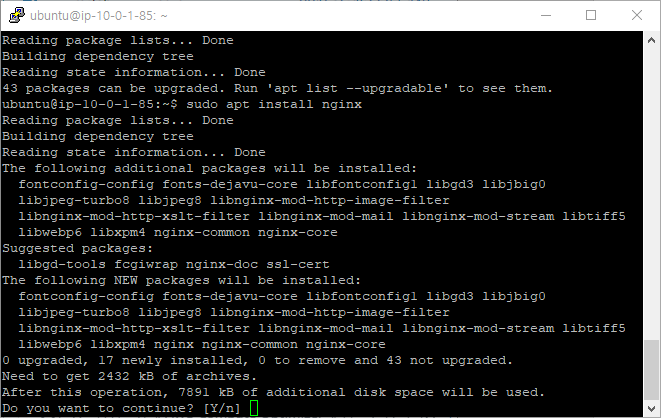 ubuntu@ip-10-0-1-85: ~
Reading package lists... Done
Building dependency tree
Reading state information... Done
43 packages can be upgraded. Run 'apt list --upgradable' to see them.
ubuntu@ip-10-0-1-85:~$ sudo apt install nginx
Reading package lists... Done
Building dependency tree
Reading state information... Done
The following additional packages will be installed:
  fontconfig-config fonts-dejavu-core libfontconfig1 libgd3 libjbig0
  libjpeg-turbo8 libjpeg8 libnginx-mod-http-image-filter
  libnginx-mod-http-xslt-filter libnginx-mod-mail libnginx-mod-stream libtiff5
  libwebp6 libxpm4 nginx-common nginx-core
Suggested packages:
  libgd-tools fcgiwrap nginx-doc ssl-cert
The following NEW packages will be installed:
  fontconfig-config fonts-dejavu-core libfontconfig1 libgd3 libjbig0
  libjpeg-turbo8 libjpeg8 libnginx-mod-http-image-filter
  libnginx-mod-http-xslt-filter libnginx-mod-mail libnginx-mod-stream libtiff5
  libwebp6 libxpm4 nginx nginx-common nginx-core
0 upgraded, 17 newly installed, 0 to remove and 43 not upgraded.
Need to get 2432 kB of archives.
After this operation, 7891 kB of additional disk space will be used.
Do you want to continue? [Y/n]